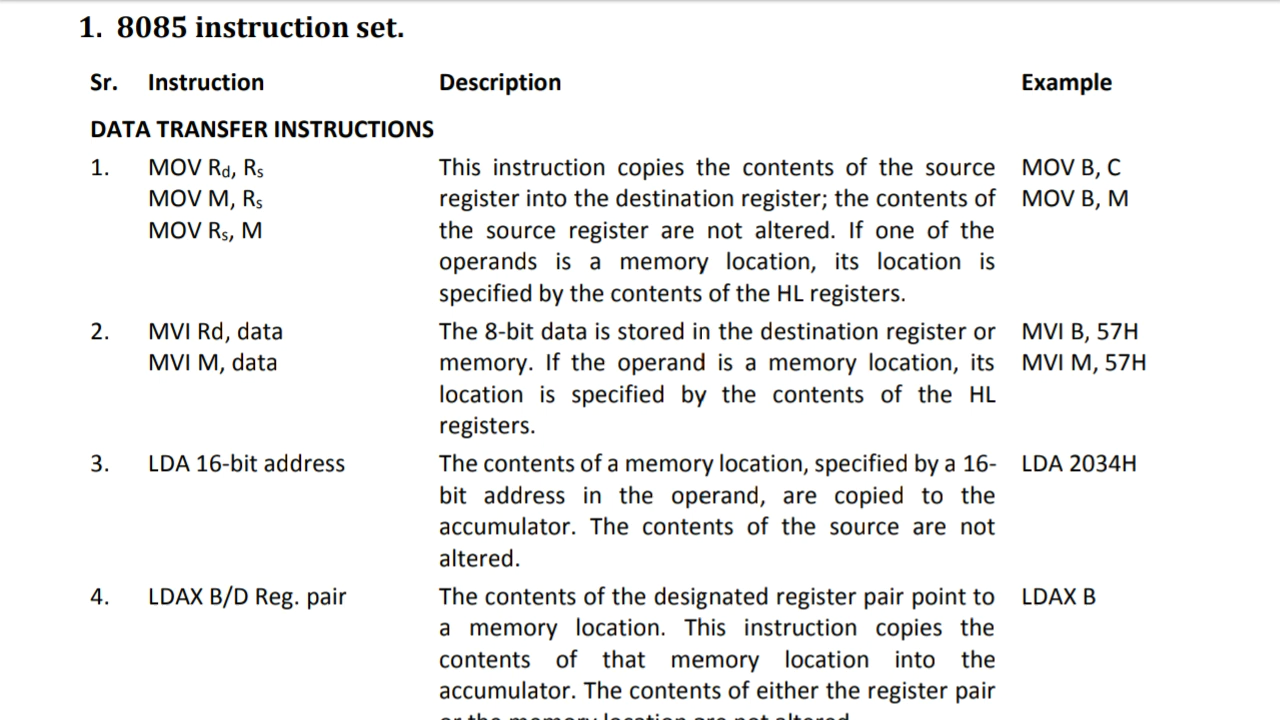 1. 8085 instruction set.
Sr. Instruction Description Example
DATA TRANSFER INSTRUCTIONS
1. MOV Rd, Rs This instruction copies the contents of the source MOV B, C
MOV M, Rs register into the destination register; the contents of MOV B, M
MOV Rs, M the source register are not altered. If one of the
operands is a memory location, its location is
specified by the contents of the HL registers.
2. MVI Rd, data The 8-bit data is stored in the destination register or MVI B, 57H
MVI M, data memory. If the operand is a memory location, its MVI M, 57H
location is specified by the contents of the HL
registers.
3. LDA 16-bit address The contents of a memory location, specified by a 16- LDA 2034H
bit address in the operand, are copied to the
accumulator. The contents of the source are not
altered.
4. LDAX B/D Reg. pair The contents of the designated register pair point to LDAX B
a memory location. This instruction copies the
contents of that memory location into the
accumulator. The contents of either the register pair
or the memory location are not altered.